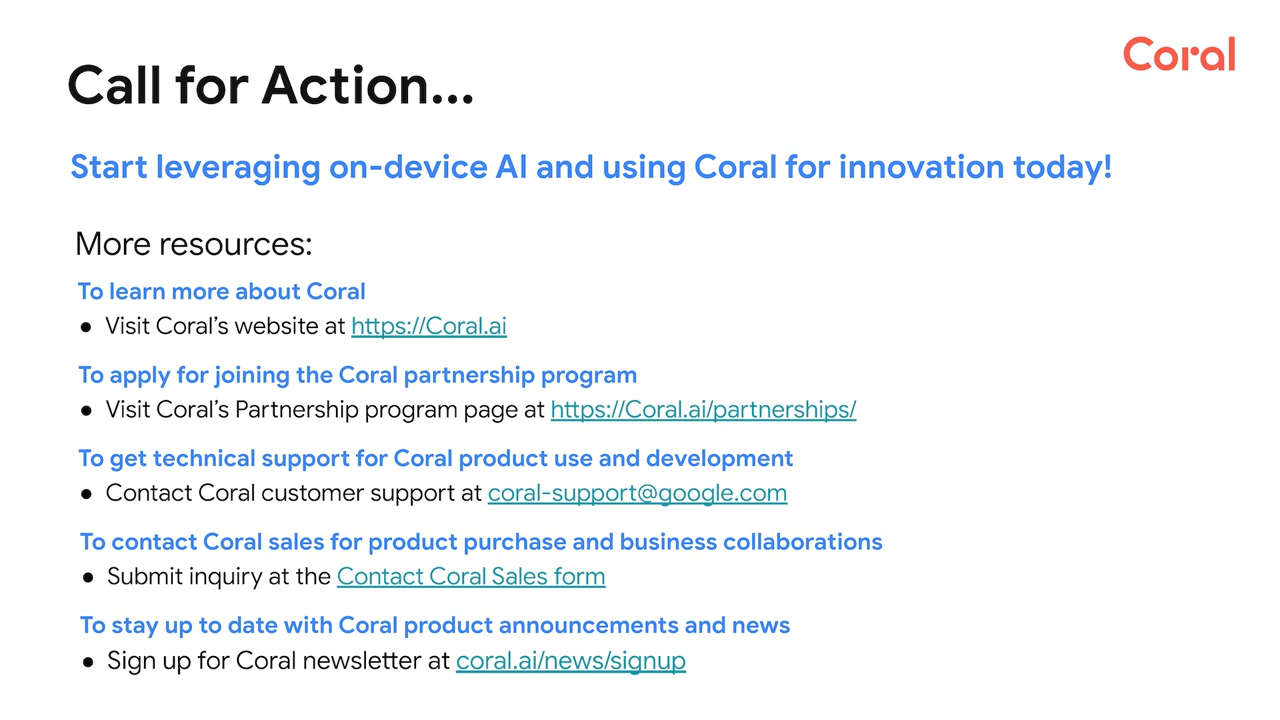 Coral
Call for Action...
Start leveraging on-device AI and using Coral for innovation today!
More resources:
To learn more about Coral
● Visit Coral’s website at https://Coral.ai
To apply for joining the Coral partnership program
● Visit Coral’s Partnership program page at https://Coral.ai/partnerships/
To get technical support for Coral product use and development
● Contact Coral customer support at coral-support@google.com
To contact Coral sales for product purchase and business collaborations
● Submit inquiry at the Contact Coral Sales form
To stay up to date with Coral product announcements and news
● Sign up for Coral newsletter at coral.ai/news/signup